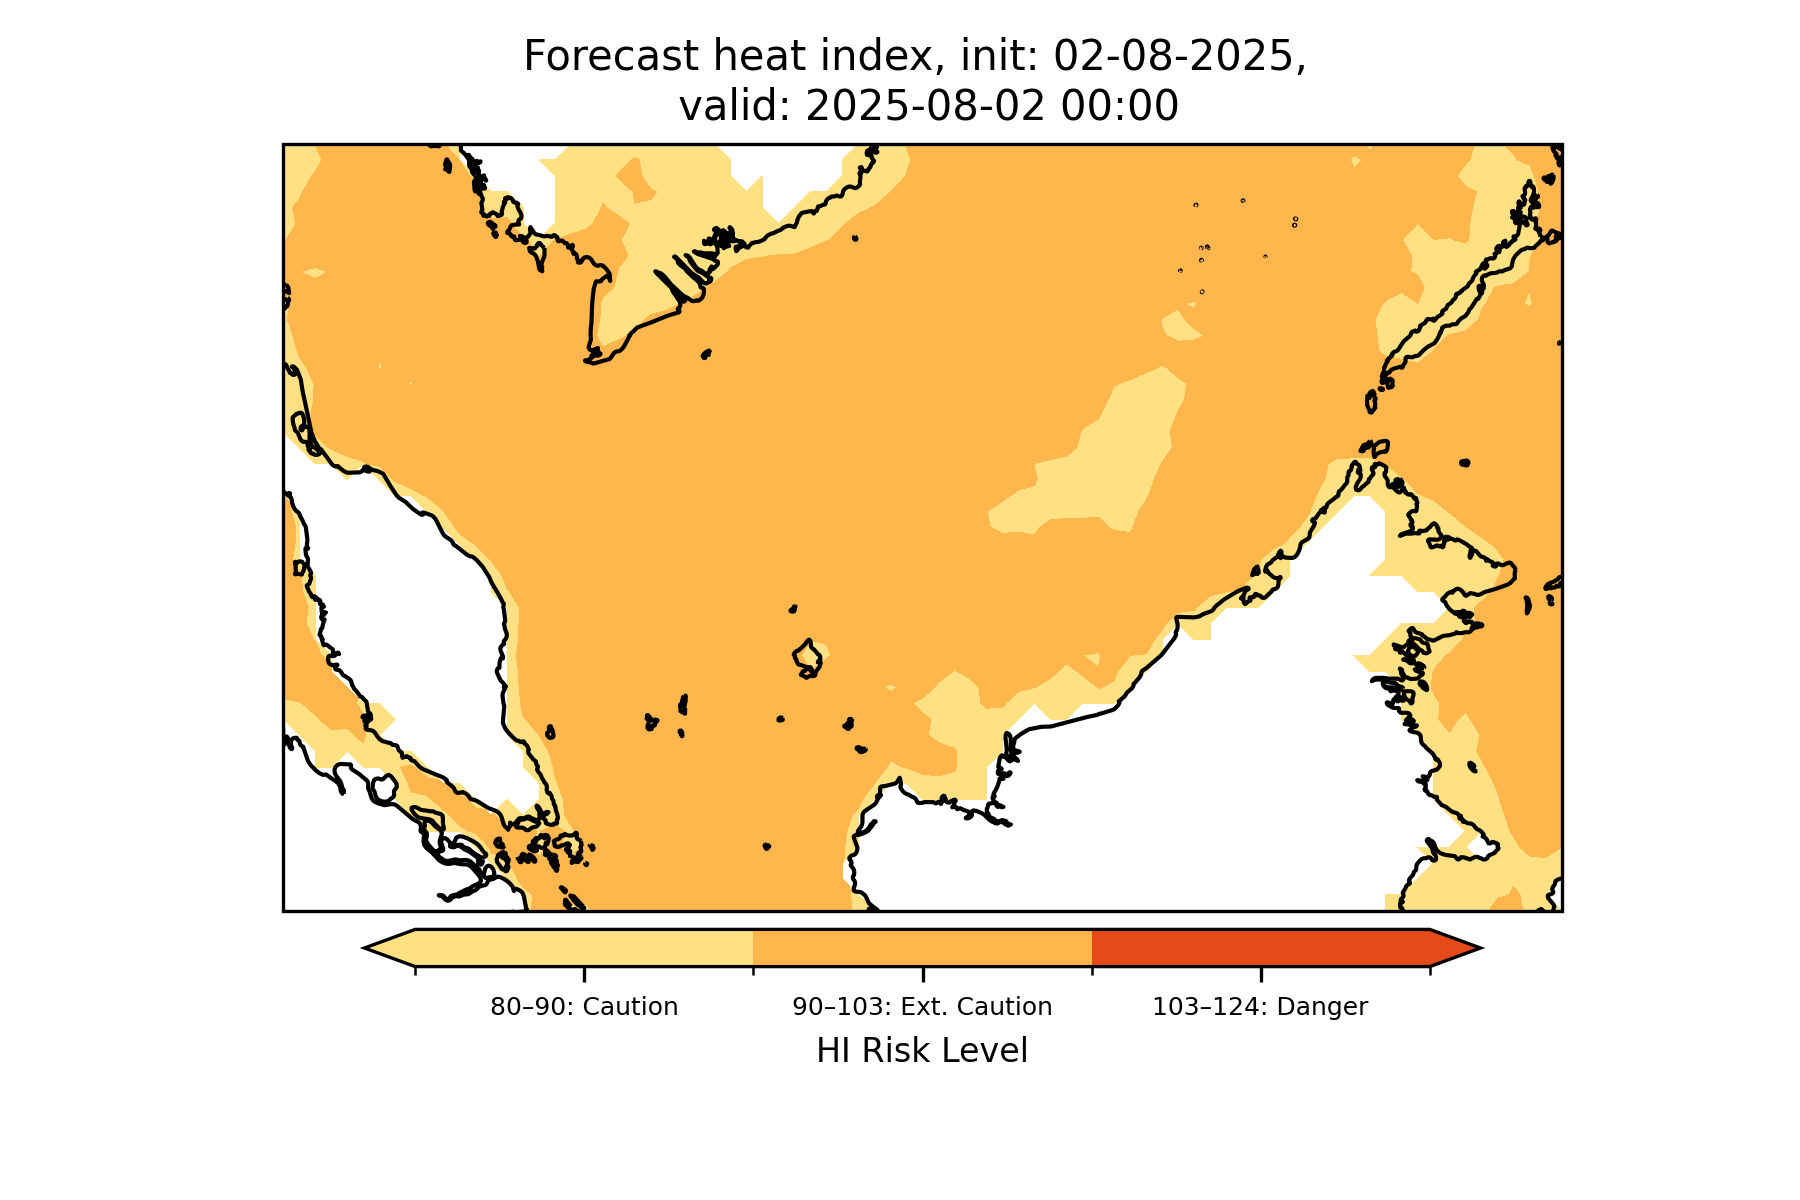 Forecast heat index, init: 02-08-2025,
valid: 2025-08-02 00:00
80–90: Caution
90–103: Ext. Caution
103–124: Danger
HI Risk Level